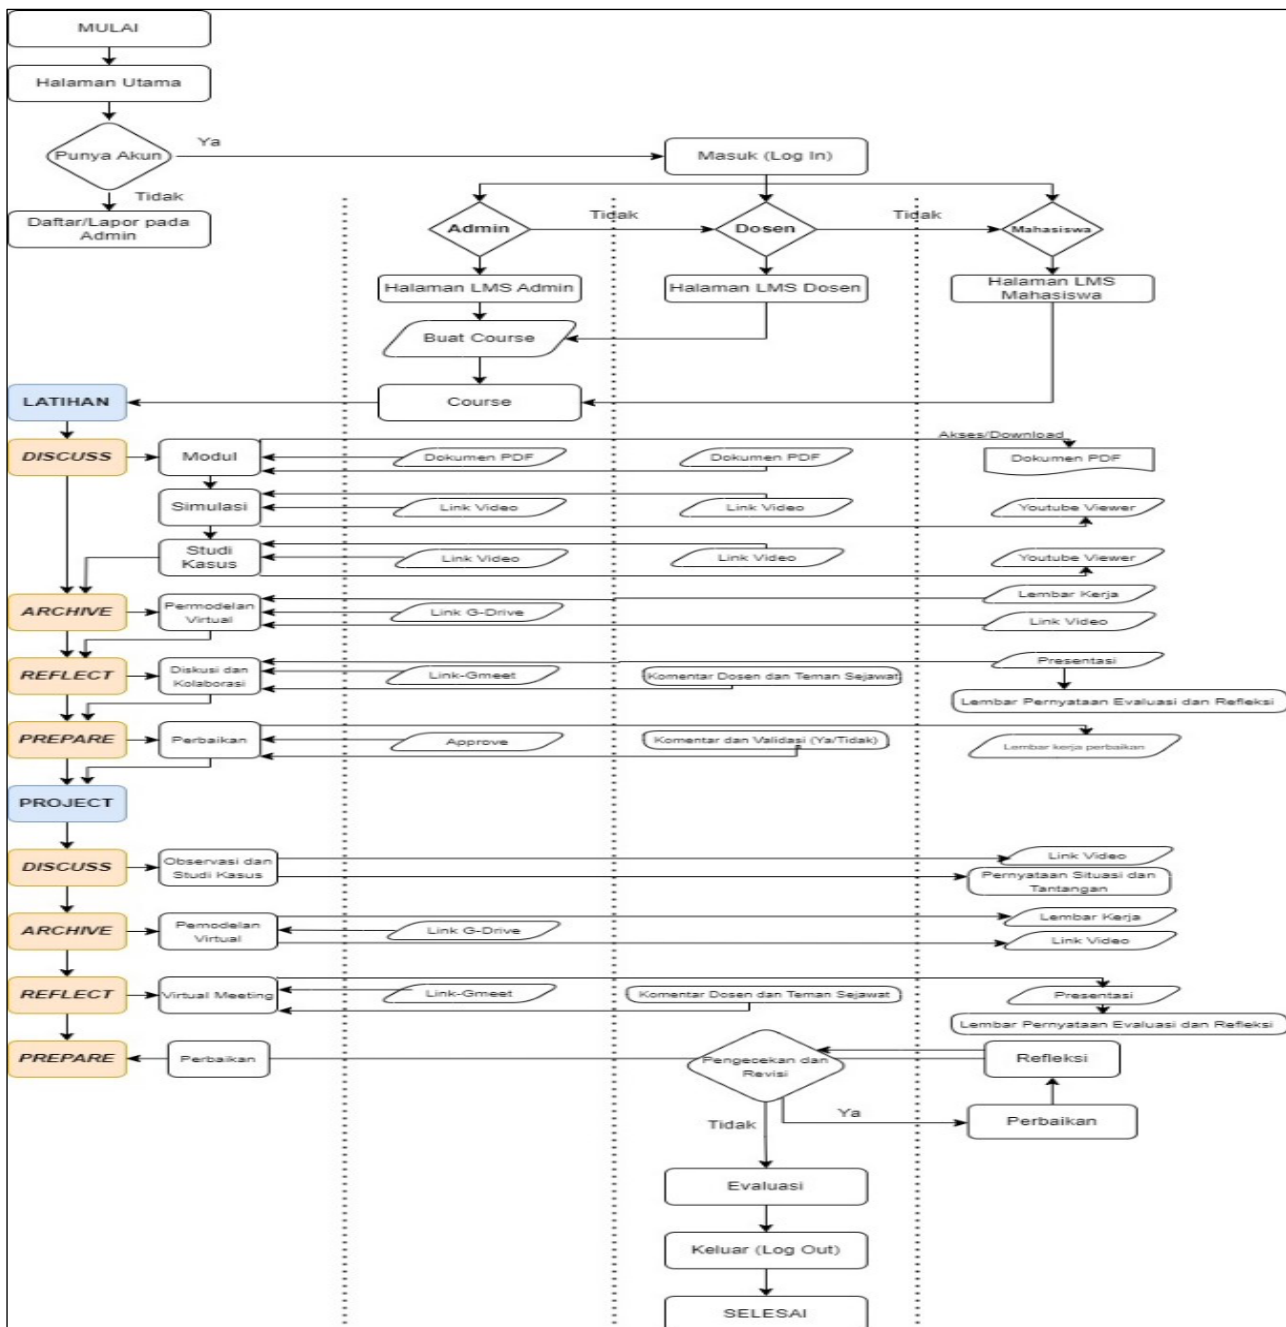 MULAI
Halaman Utama
Punya Akun
Ya
Masuk (Log In)
Tidak
Daftar/Lapor pada
Admin
Admin
Tidak
Dosen
Tidak
Mahasiswa
Halaman LMS Admin
Halaman LMS Dosen
Halaman LMS
Mahasiswa
Buat Course
LATIHAN
Course
DISCUSS
Modul
Dokumen PDF
Dokumen PDF
Akses/Download
Dokumen PDF
Simulasi
Link Video
Link Video
Youtube Viewer
Studi
Kasus
Link Video
Link Video
Youtube Viewer
ARCHIVE
Permodelan
Virtual
Link G-Drive
Lembar Kerja
Link Video
REFLECT
Diskusi dan
Kolaborasi
Link-Gmeet
Komentar Dosen dan Teman Sejawat
Presentasi
Lembar Pernyataan Evaluasi dan Refleksi
PREPARE
Perbaikan
Approve
Komentar dan Validasi (Ya/Tidak)
Lembar kerja perbaikan
PROJECT
DISCUSS
Observasi dan
Studi Kasus
Link Video
Pernyataan Situasi dan
Tantangan
ARCHIVE
Pemodelan
Virtual
Link G-Drive
Lembar Kerja
Link Video
REFLECT
Virtual Meeting
Link-Gmeet
Komentar Dosen dan Teman Sejawat
Presentasi
Lembar Pernyataan Evaluasi dan Refleksi
PREPARE
Perbaikan
Pengecekan dan
Revisi
Refleksi
Ya
Perbaikan
Tidak
Evaluasi
Keluar (Log Out)
SELESAI